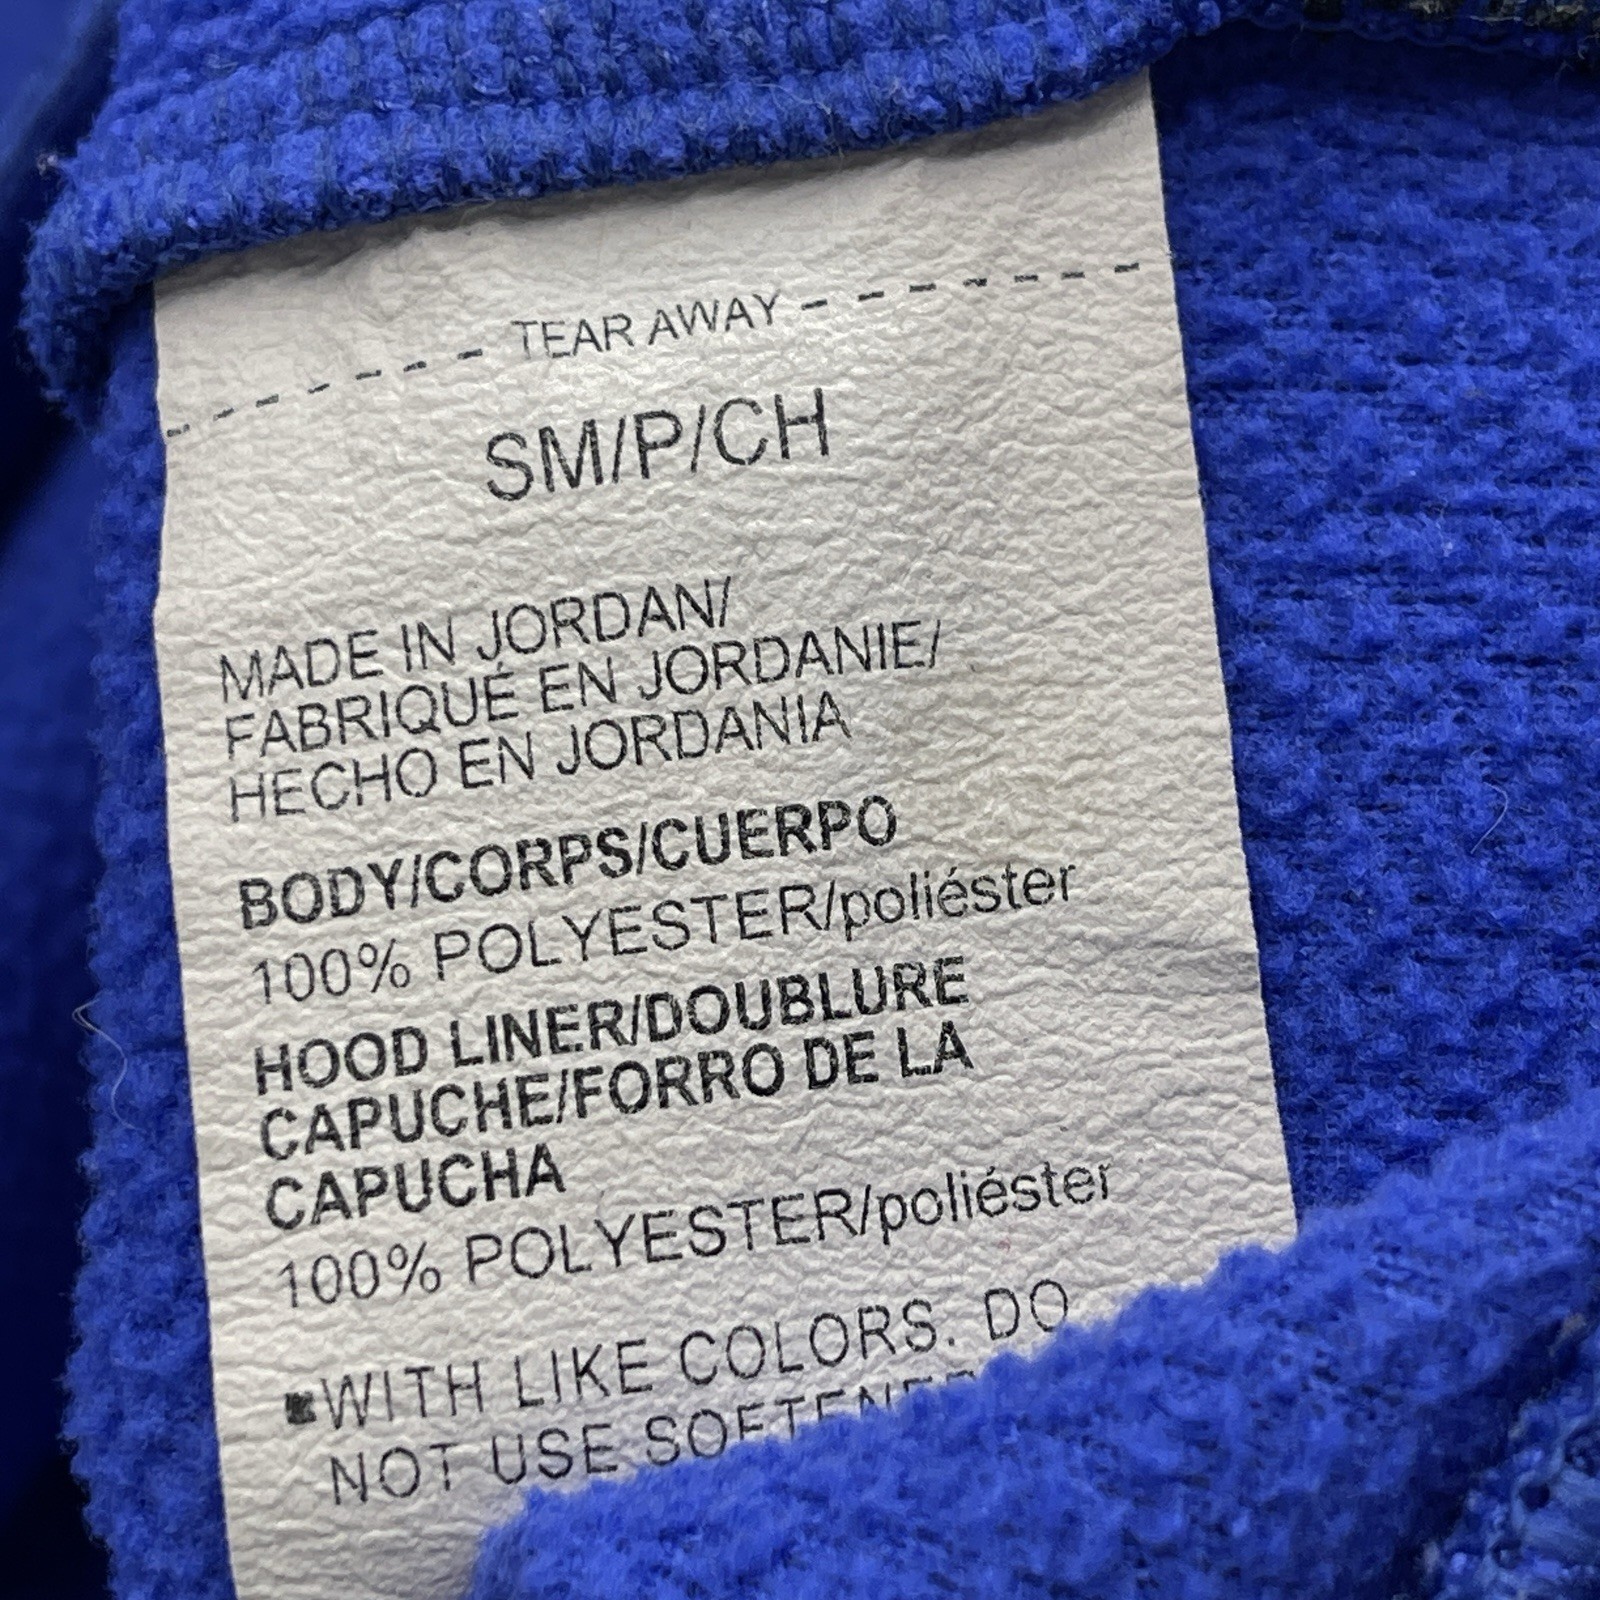 TEAR AWAY
SM/P/CH
MADE IN JORDAN/
FABRIQUÉ EN JORDANIE/
HECHO EN JORDANIA
BODY/CORPS/CUERPO
100% POLYESTER/poliéster
HOOD LINER/DOUBLURE
CAPUCHE/FORRO DE LA
CAPUCHA
100% POLYESTER/poliéster
▪WITH LIKE COLORS. DO
NOT USE